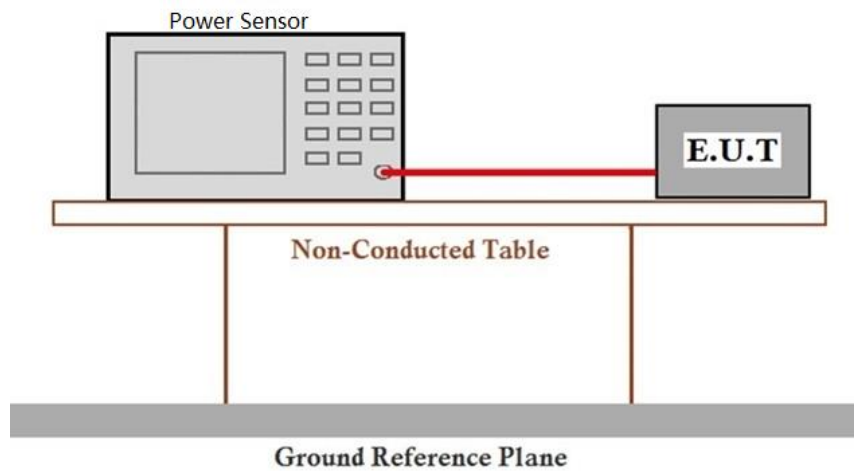 Power Sensor
E.U.T
Non-Conducted Table
Ground Reference Plane